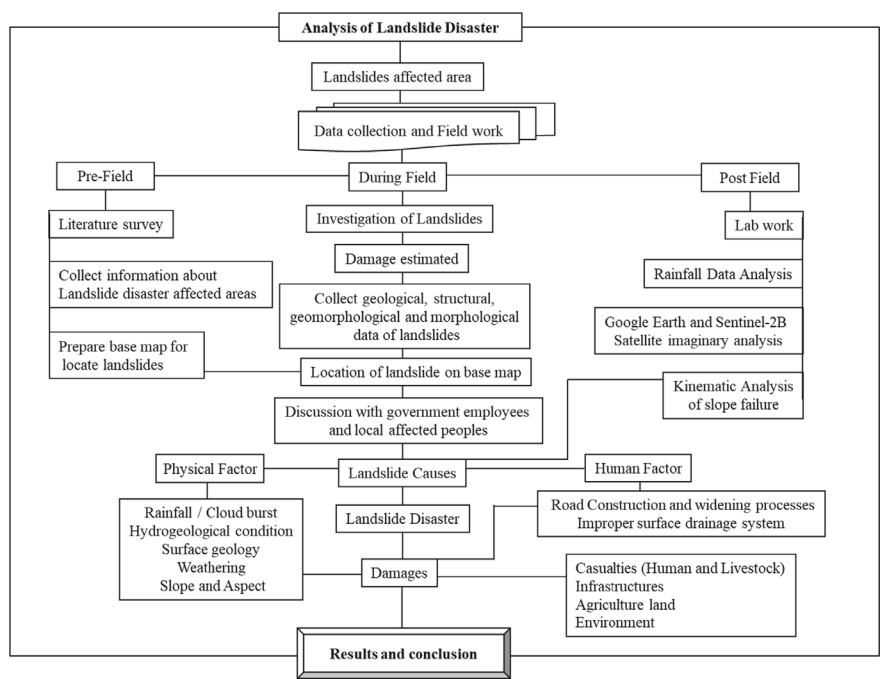 Analysis of Landslide Disaster
Landslides affected area
Data collection and Field work
Pre-Field
During Field
Post Field
Literature survey
Investigation of Landslides
Lab work
Damage estimated
Collect information about
Landslide disaster affected areas
Rainfall Data Analysis
Collect geological, structural,
geomorphological and morphological
data of landslides
Google Earth and Sentinel-2B
Satellite imaginary analysis
Prepare base map for
locate landslides
Location of landslide on base map
Kinematic Analysis
of slope failure
Discussion with government employees
and local affected peoples
Physical Factor
Landslide Causes
Human Factor
Rainfall / Cloud burst
Hydrogeological condition
Surface geology
Weathering
Slope and Aspect
Landslide Disaster
Road Construction and widening processes
Improper surface drainage system
Damages
Casualties (Human and Livestock)
Infrastructures
Agriculture land
Environment
Results and conclusion